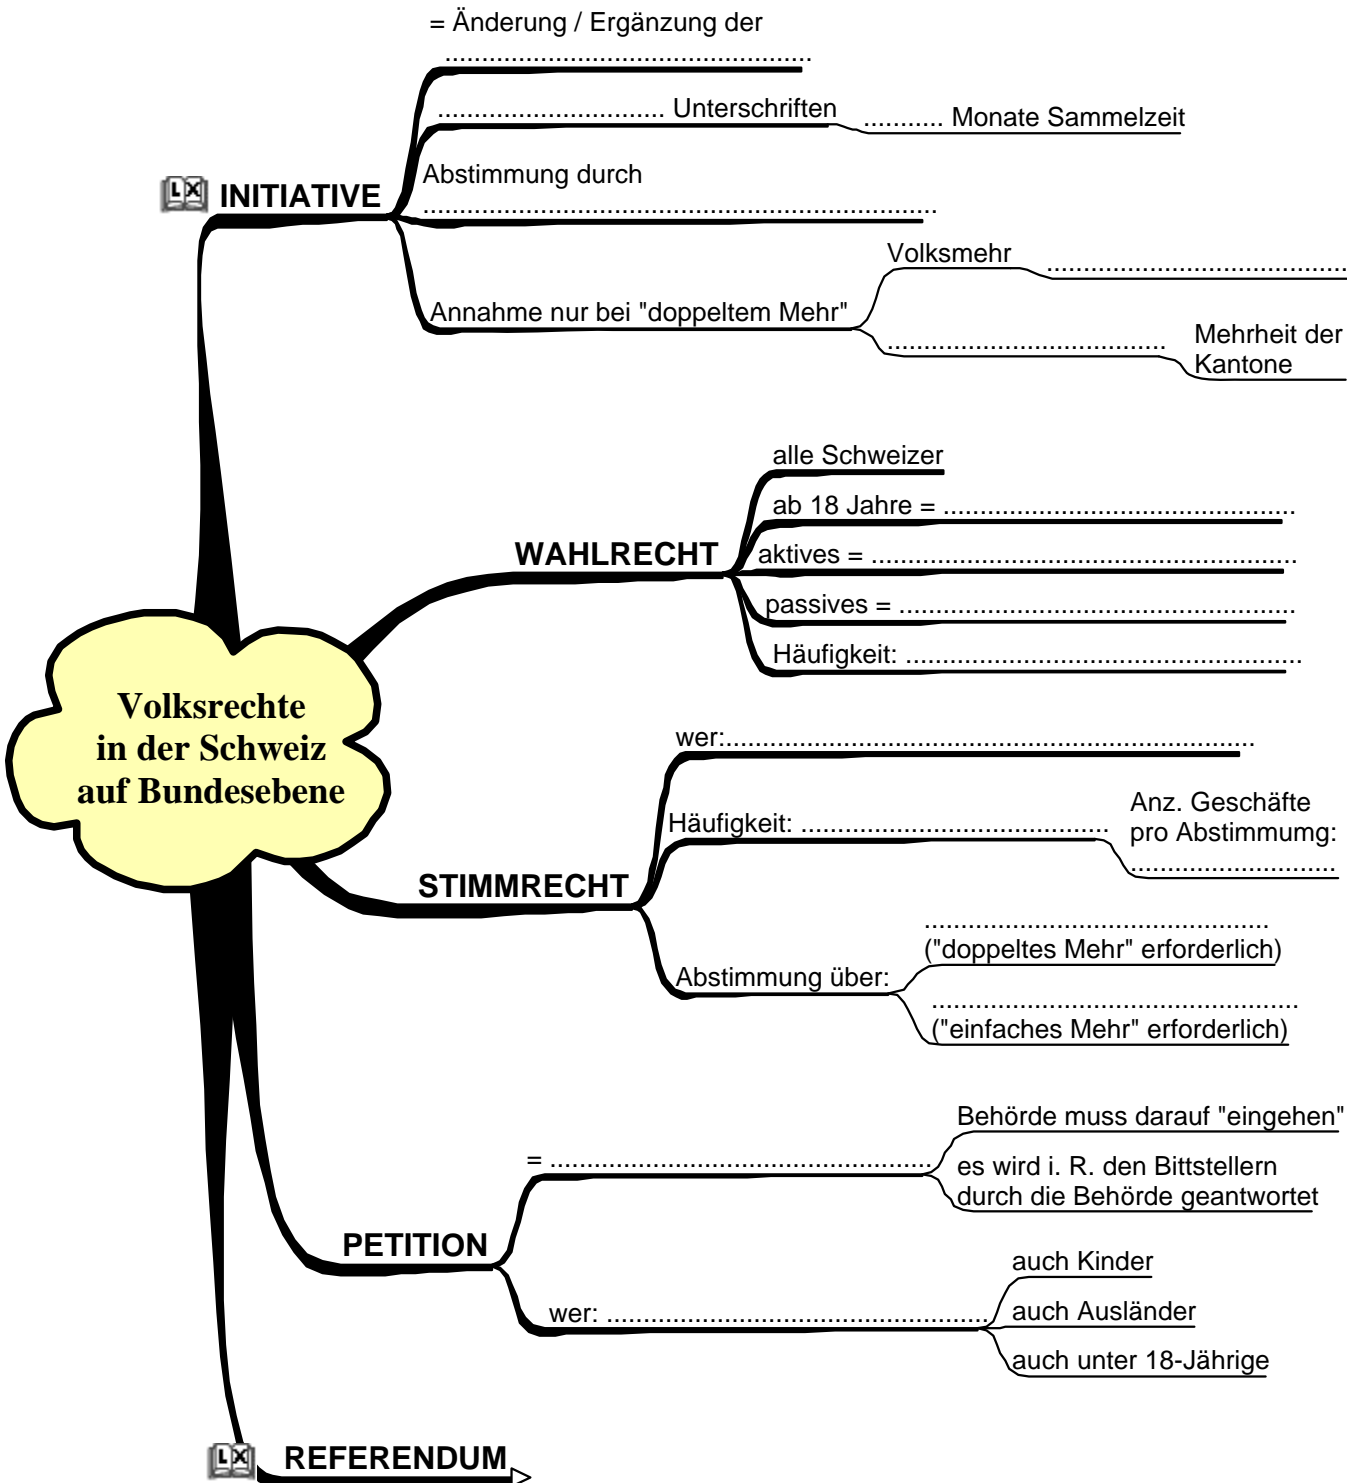 = Änderung / Ergänzung der
..................................................
............................... Unterschriften
........... Monate Sammelzeit
INITIATIVE
Abstimmung durch
......................................................................
Annahme nur bei "doppeltem Mehr"
Volksmehr
.........................................
......................................
Mehrheit der
Kantone
WAHLRECHT
alle Schweizer
ab 18 Jahre = ................................................
aktives = ..........................................................
passives = ......................................................
Häufigkeit: ......................................................
Volksrechte
in der Schweiz
auf Bundesebene
STIMMRECHT
wer:........................................................................
Häufigkeit: ..........................................
Anz. Geschäfte
pro Abstimmumg:
............................
Abstimmung über:
...............................................
("doppeltes Mehr" erforderlich)
..................................................
("einfaches Mehr" erforderlich)
PETITION
= ....................................................
Behörde muss darauf "eingehen"
es wird i. R. den Bittstellern
durch die Behörde geantwortet
wer: ....................................................
auch Kinder
auch Ausländer
auch unter 18-Jährige
REFERENDUM